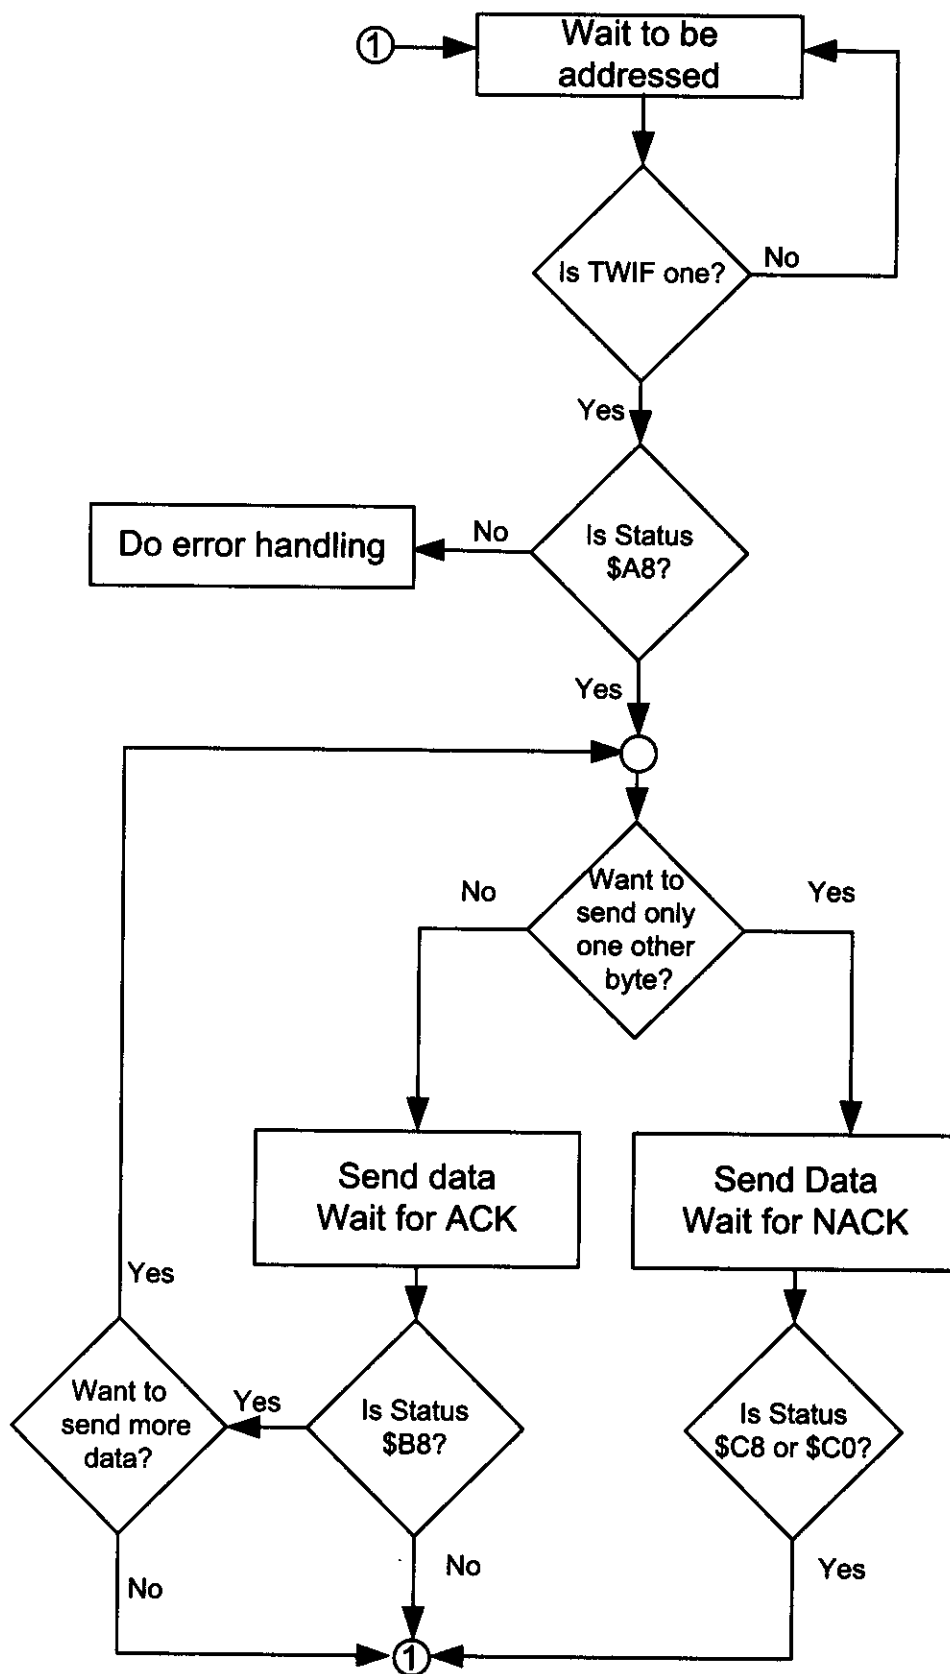 1
Wait to be
addressed
Is TWIF one?
No
Yes
Do error handling
No
Is Status
$A8?
Yes
Want to
send only
one other
byte?
No
Yes
Send data
Wait for ACK
Send Data
Wait for NACK
Yes
Want to
send more
data?
Yes
Is Status
$B8?
Is Status
$C8 or $C0?
No
No
Yes
1